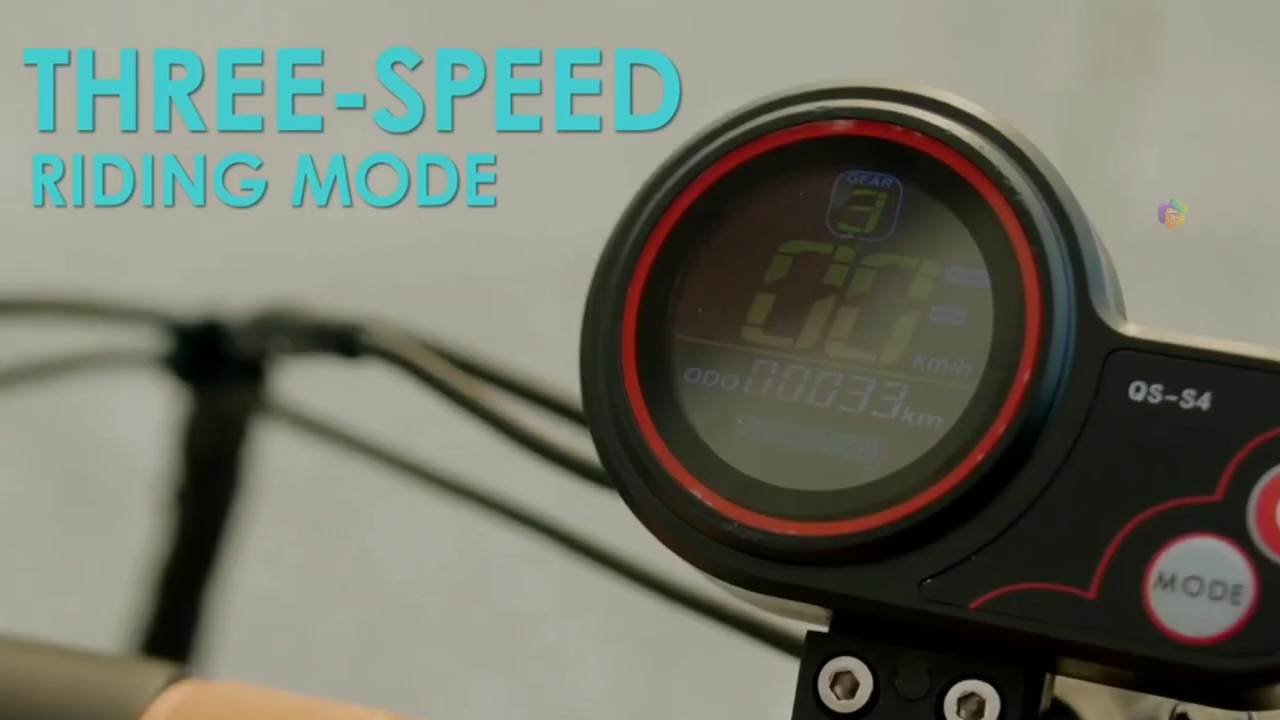 THREE-SPEED
RIDING MODE
GEAR
3
00
km/h
ODO 00033 km
QS-S4
MODE